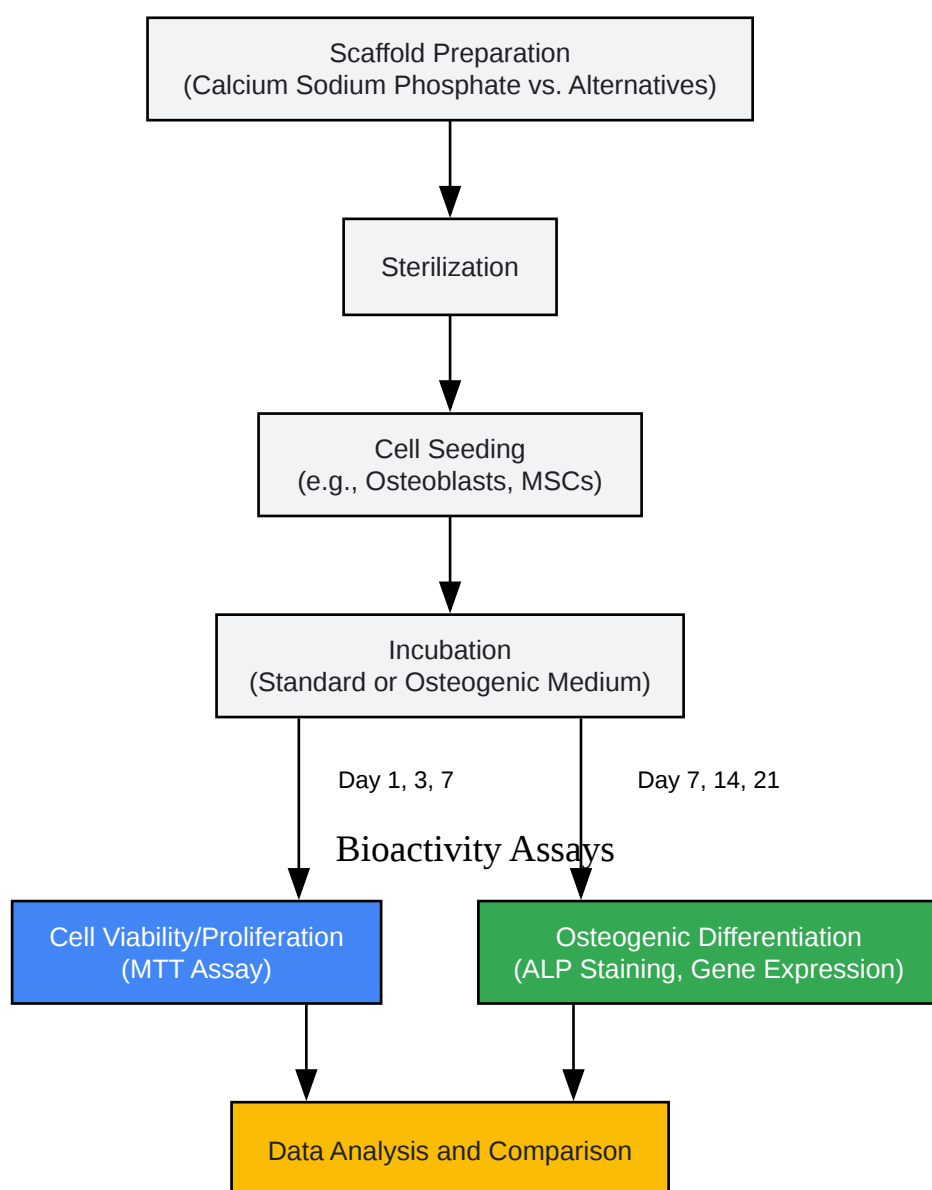 Scaffold Preparation
(Calcium Sodium Phosphate vs. Alternatives)
Sterilization
Cell Seeding
(e.g., Osteoblasts, MSCs)
Incubation
(Standard or Osteogenic Medium)
Day 1, 3, 7
Day 7, 14, 21
Bioactivity Assays
Cell Viability/Proliferation
(MTT Assay)
Osteogenic Differentiation
(ALP Staining, Gene Expression)
Data Analysis and Comparison